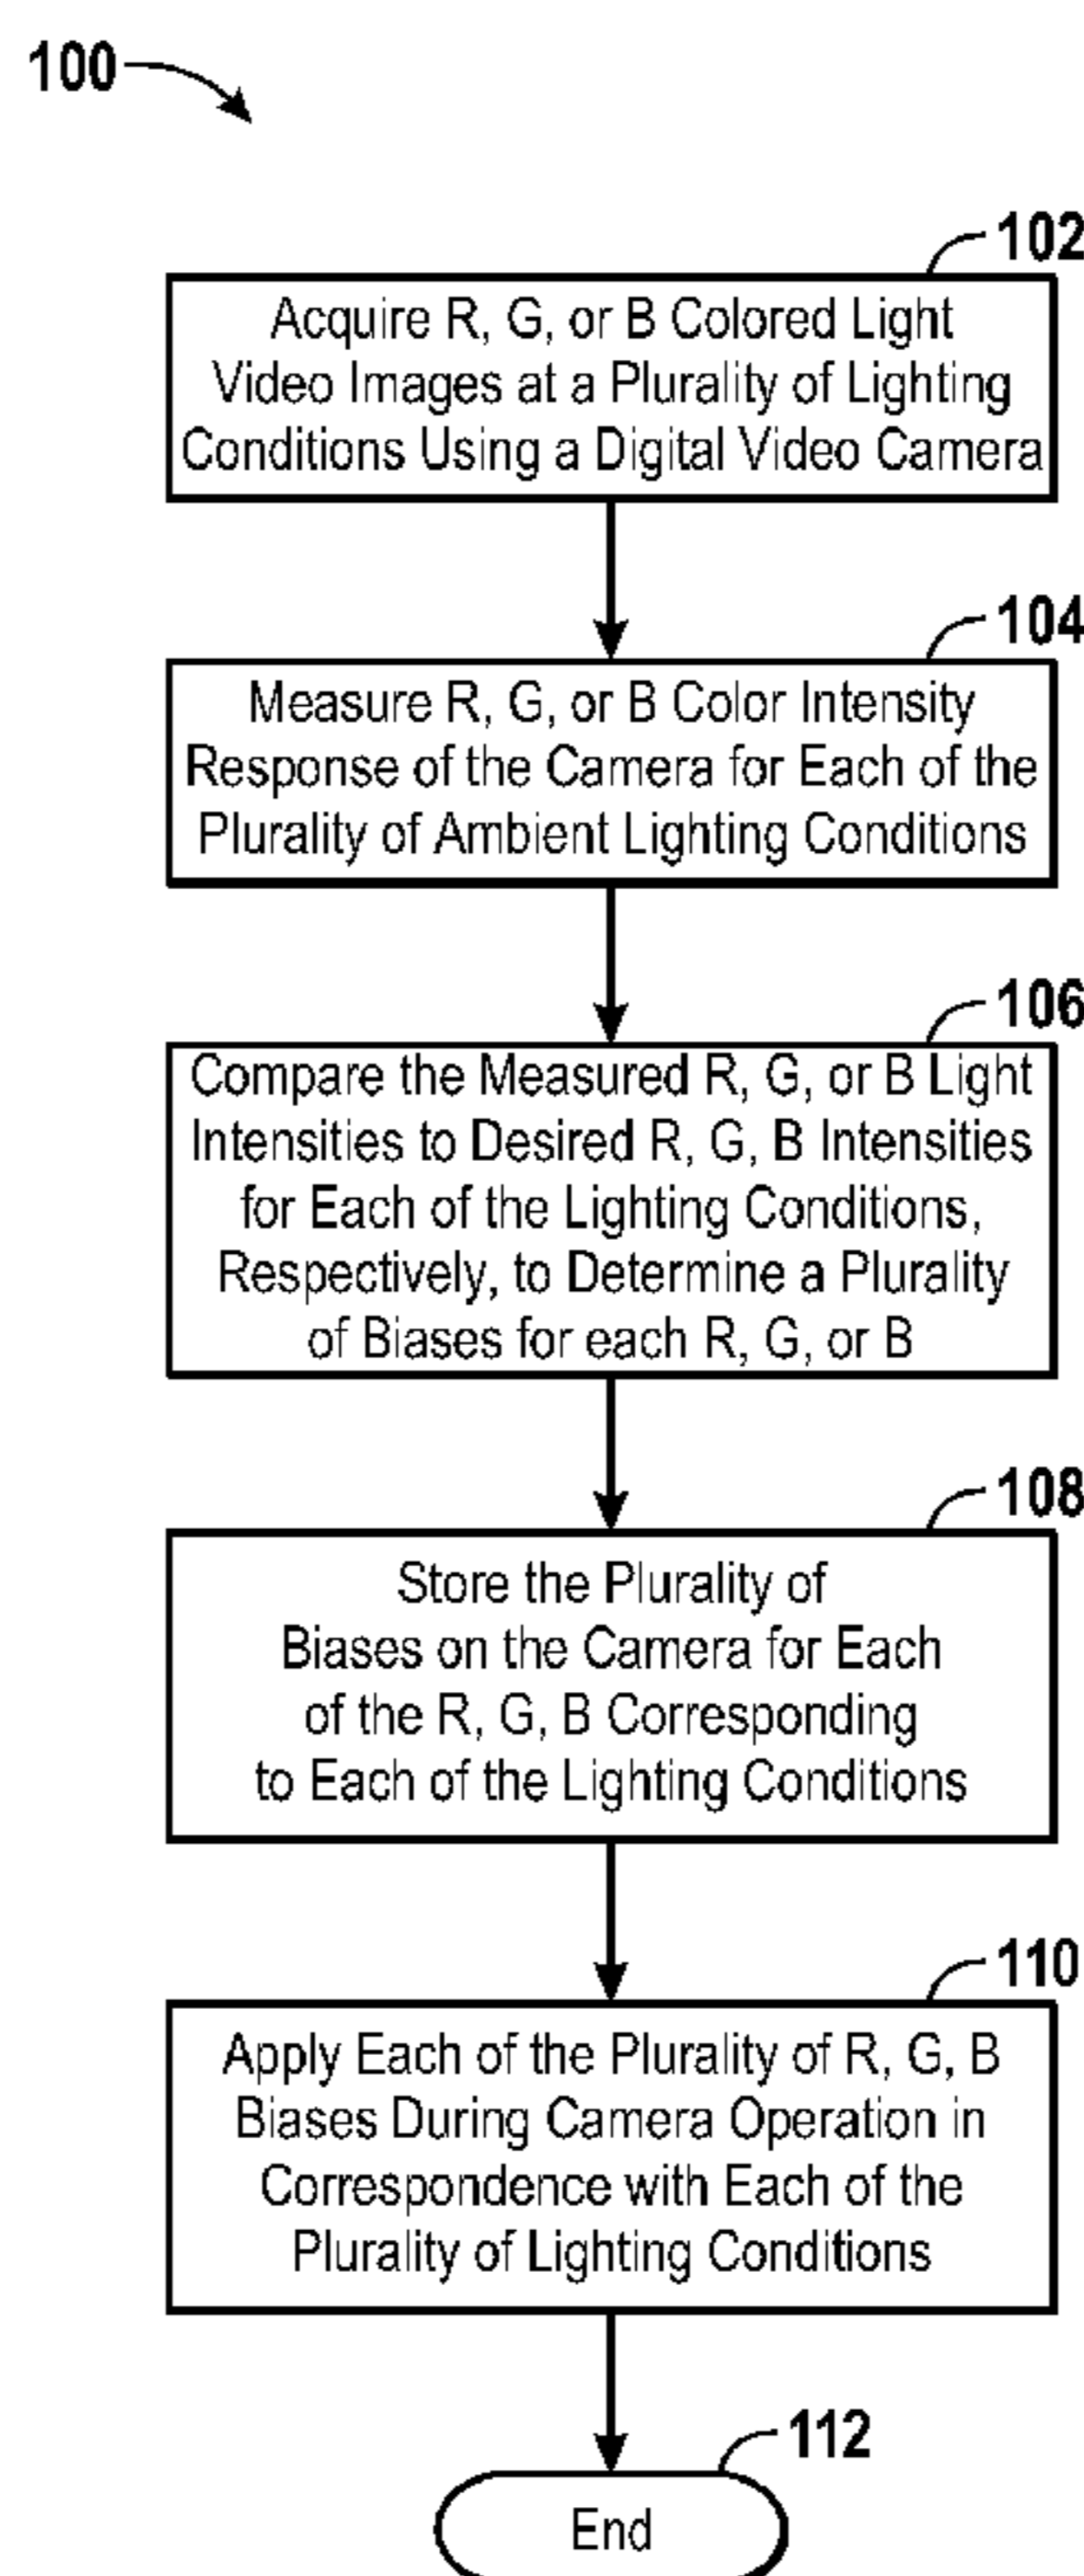 100
102
Acquire R, G, or B Colored Light
Video Images at a Plurality of Lighting
Conditions Using a Digital Video Camera
104
Measure R, G, or B Color Intensity
Response of the Camera for Each of the
Plurality of Ambient Lighting Conditions
106
Compare the Measured R, G, or B Light
Intensities to Desired R, G, B Intensities
for Each of the Lighting Conditions,
Respectively, to Determine a Plurality
of Biases for each R, G, or B
108
Store the Plurality of
Biases on the Camera for Each
of the R, G, B Corresponding
to Each of the Lighting Conditions
110
Apply Each of the Plurality of R, G, B
Biases During Camera Operation in
Correspondence with Each of the
Plurality of Lighting Conditions
112
End